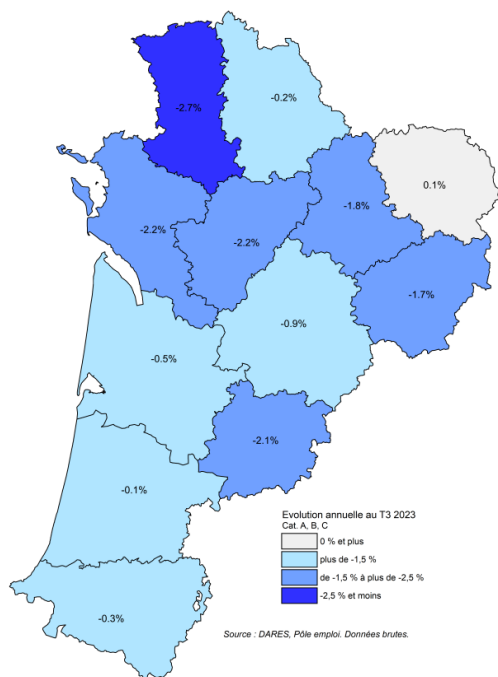 -2.7%
-0.2%
0.1%
-1.8%
-2.2%
-2.2%
-1.7%
-0.9%
-0.5%
-2.1%
-0.1%
-0.3%
Evolution annuelle au T3 2023
Cat. A, B, C
0 % et plus
plus de -1,5 %
de -1,5 % à plus de -2,5 %
-2,5 % et moins
Source : DARES, Pôle emploi. Données brutes.